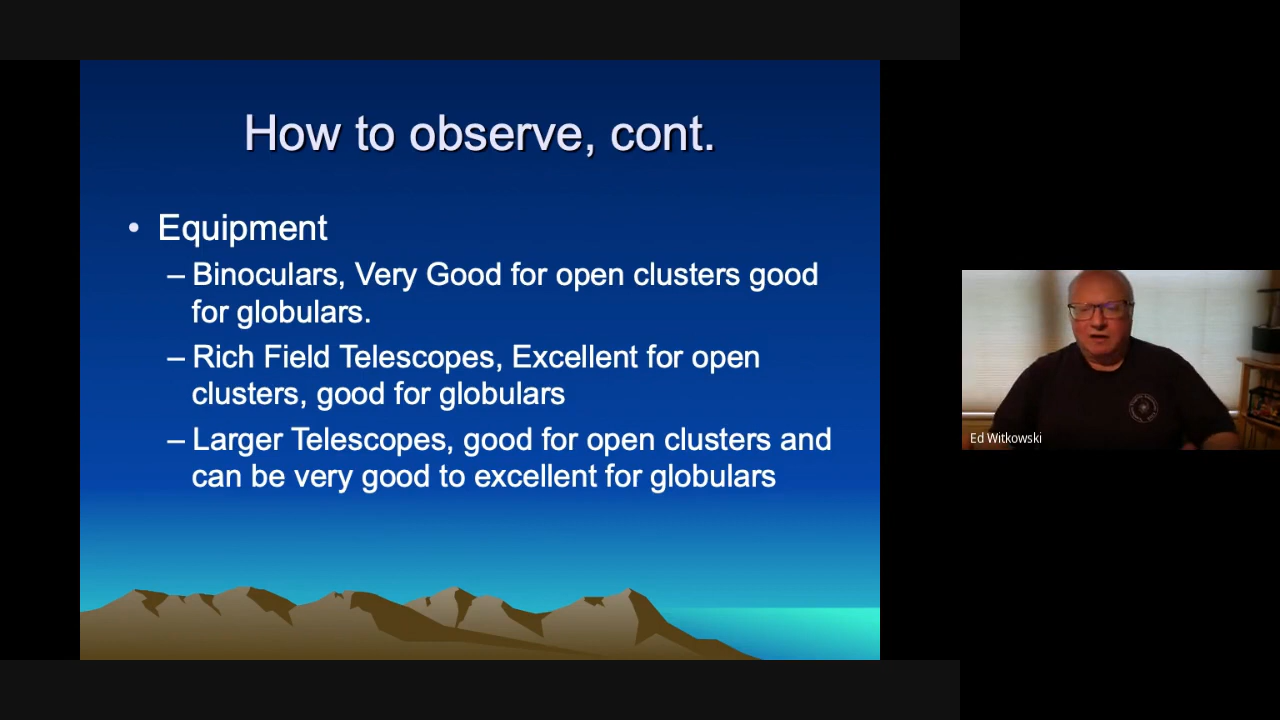 How to observe, cont.
• Equipment
– Binoculars, Very Good for open clusters good
for globulars.
– Rich Field Telescopes, Excellent for open
clusters, good for globulars
– Larger Telescopes, good for open clusters and
can be very good to excellent for globulars
Ed Witkowski